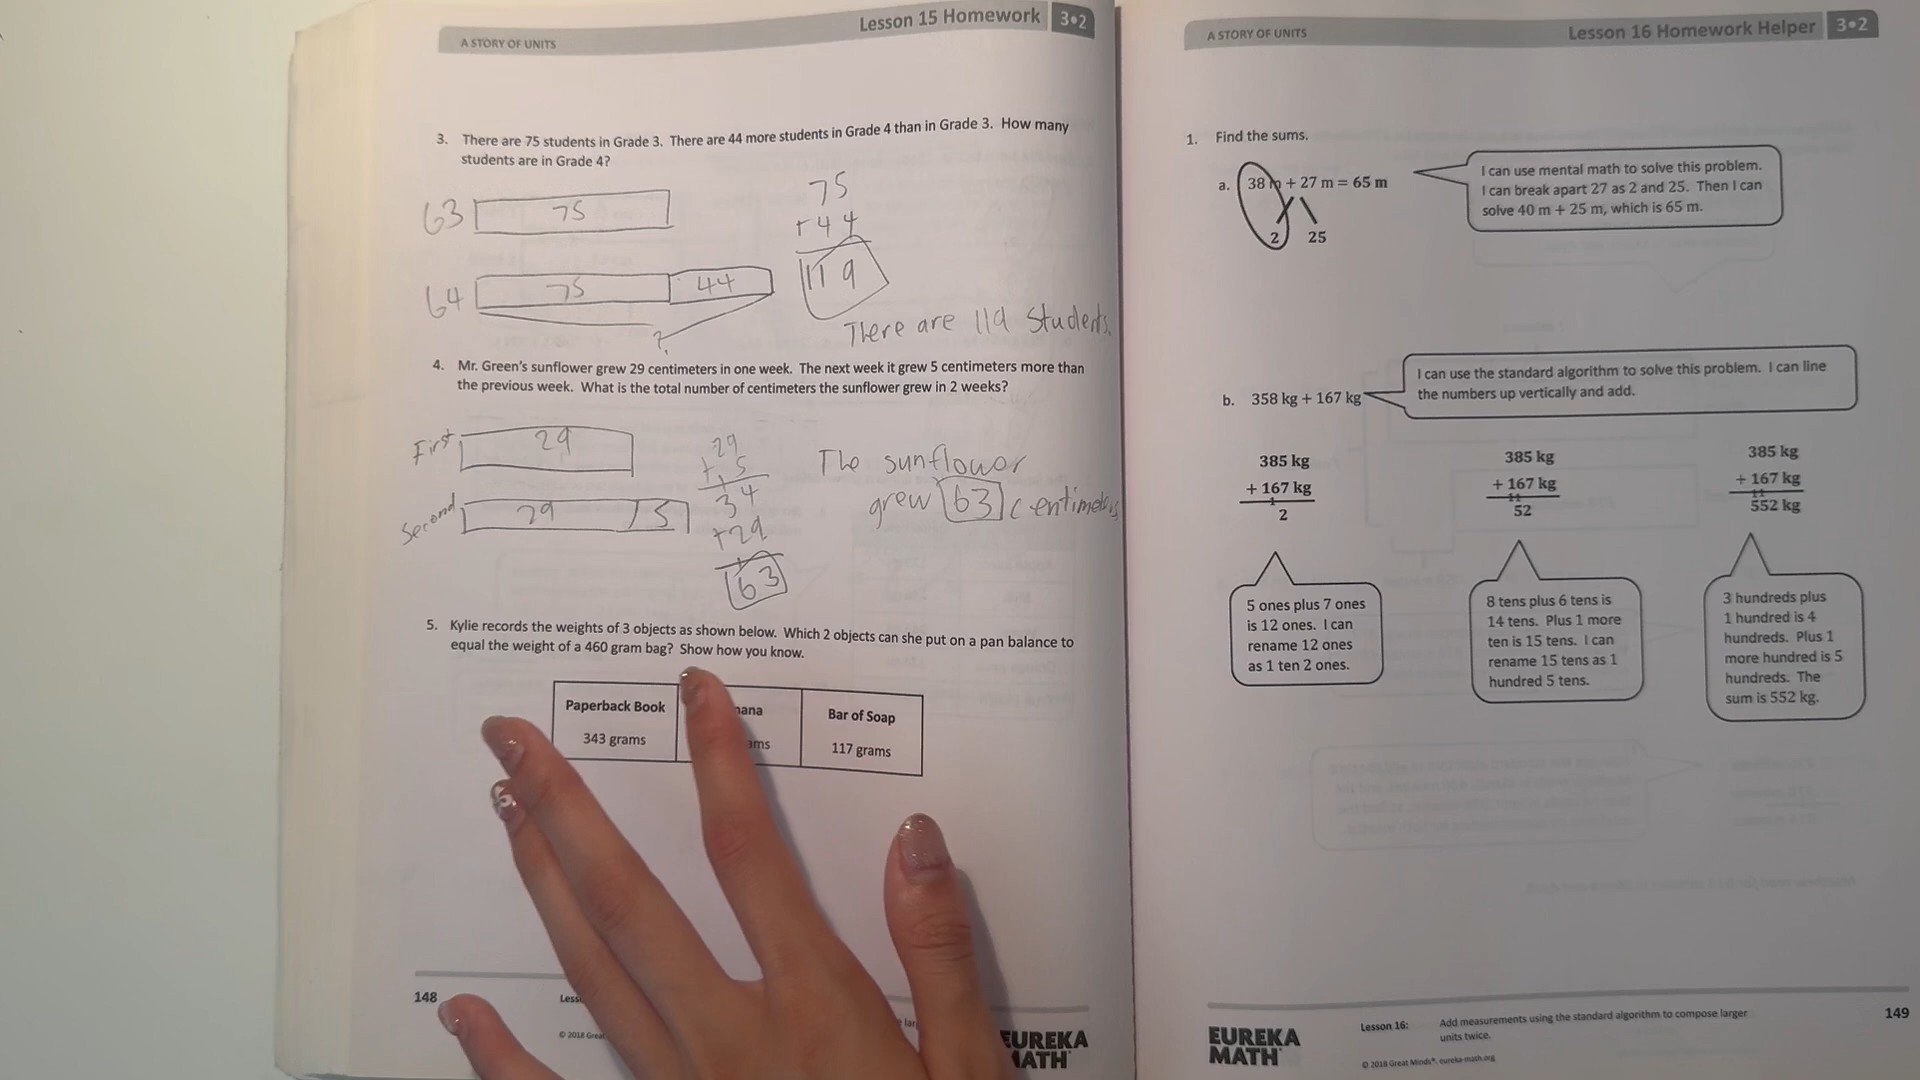 A STORY OF UNITS
Lesson 15 Homework 3•2
3. There are 75 students in Grade 3. There are 44 more students in Grade 4 than in Grade 3. How many
students are in Grade 4?
63 75
64 75 44
?
75
+44
119
There are 119 students.
4. Mr. Green's sunflower grew 29 centimeters in one week. The next week it grew 5 centimeters more than
the previous week. What is the total number of centimeters the sunflower grew in 2 weeks?
First 29
Second 29 5
29
+ 5
34
+29
63
The sunflower
grew 63 centimeters
5. Kylie records the weights of 3 objects as shown below. Which 2 objects can she put on a pan balance to
equal the weight of a 460 gram bag? Show how you know.
Paperback Book
343 grams
Bar of Soap
117 grams
148
© 2018 Great
EUREKA
MATH
A STORY OF UNITS
Lesson 16 Homework Helper 3•2
1. Find the sums.
a. 38 m + 27 m = 65 m
2 25
I can use mental math to solve this problem.
I can break apart 27 as 2 and 25. Then I can
solve 40 m + 25 m, which is 65 m.
b. 358 kg + 167 kg
I can use the standard algorithm to solve this problem. I can line
the numbers up vertically and add.
385 kg
+ 167 kg
1
2
385 kg
+ 167 kg
1 1
52
385 kg
+ 167 kg
1 1
552 kg
5 ones plus 7 ones
is 12 ones. I can
rename 12 ones
as 1 ten 2 ones.
8 tens plus 6 tens is
14 tens. Plus 1 more
ten is 15 tens. I can
rename 15 tens as 1
hundred 5 tens.
3 hundreds plus
1 hundred is 4
hundreds. Plus 1
more hundred is 5
hundreds. The
sum is 552 kg.
EUREKA
MATH
Lesson 16: Add measurements using the standard algorithm to compose larger
units twice.
© 2018 Great Minds®. eureka-math.org
149